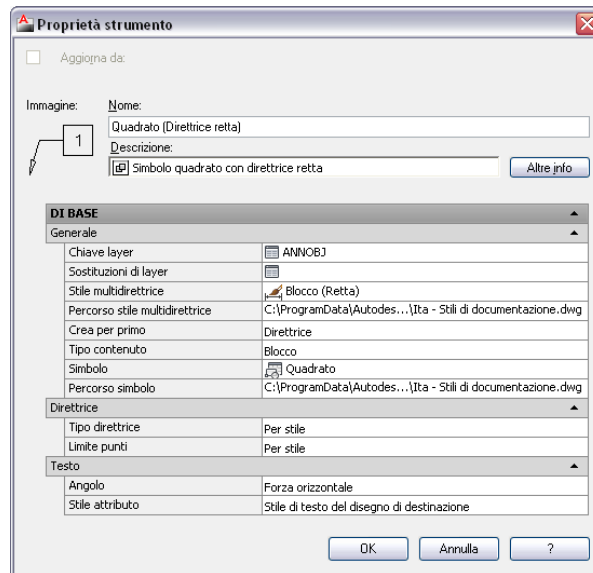 Proprietà strumento
Aggiorna da:
Immagine:
Nome:
Quadrato (Direttrice retta)
1
Descrizione:
Simbolo quadrato con direttrice retta
Altre info
DI BASE
Generale
Chiave layer ANNOBJ
Sostituzioni di layer
Stile multidirettrice Blocco (Retta)
Percorso stile multidirettrice C:\ProgramData\Autodes...\Ita - Stili di documentazione.dwg
Crea per primo Direttrice
Tipo contenuto Blocco
Simbolo Quadrato
Percorso simbolo C:\ProgramData\Autodes...\Ita - Stili di documentazione.dwg
Direttrice
Tipo direttrice Per stile
Limite punti Per stile
Testo
Angolo Forza orizzontale
Stile attributo Stile di testo del disegno di destinazione
OK Annulla ?